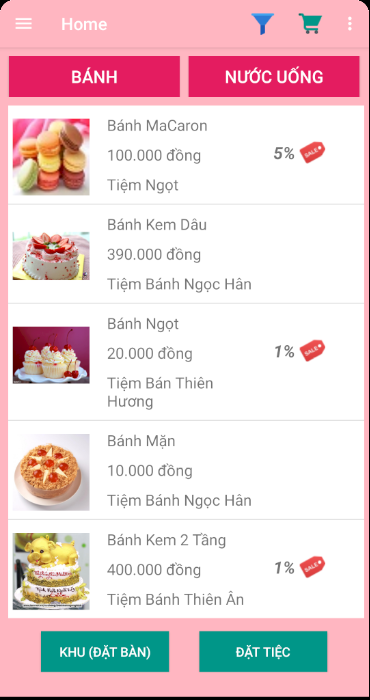 Home
BÁNH
NƯỚC UỐNG
Bánh MaCaron
100.000 đồng
5%
SALE
Tiệm Ngọt
Bánh Kem Dâu
390.000 đồng
Tiệm Bánh Ngọc Hân
Bánh Ngọt
20.000 đồng
1%
SALE
Tiệm Bán Thiên
Hương
Bánh Mặn
10.000 đồng
Tiệm Bánh Ngọc Hân
Bánh Kem 2 Tầng
400.000 đồng
1%
SALE
Tiệm Bánh Thiên Ân
KHU (ĐẶT BÀN)
ĐẶT TIỆC